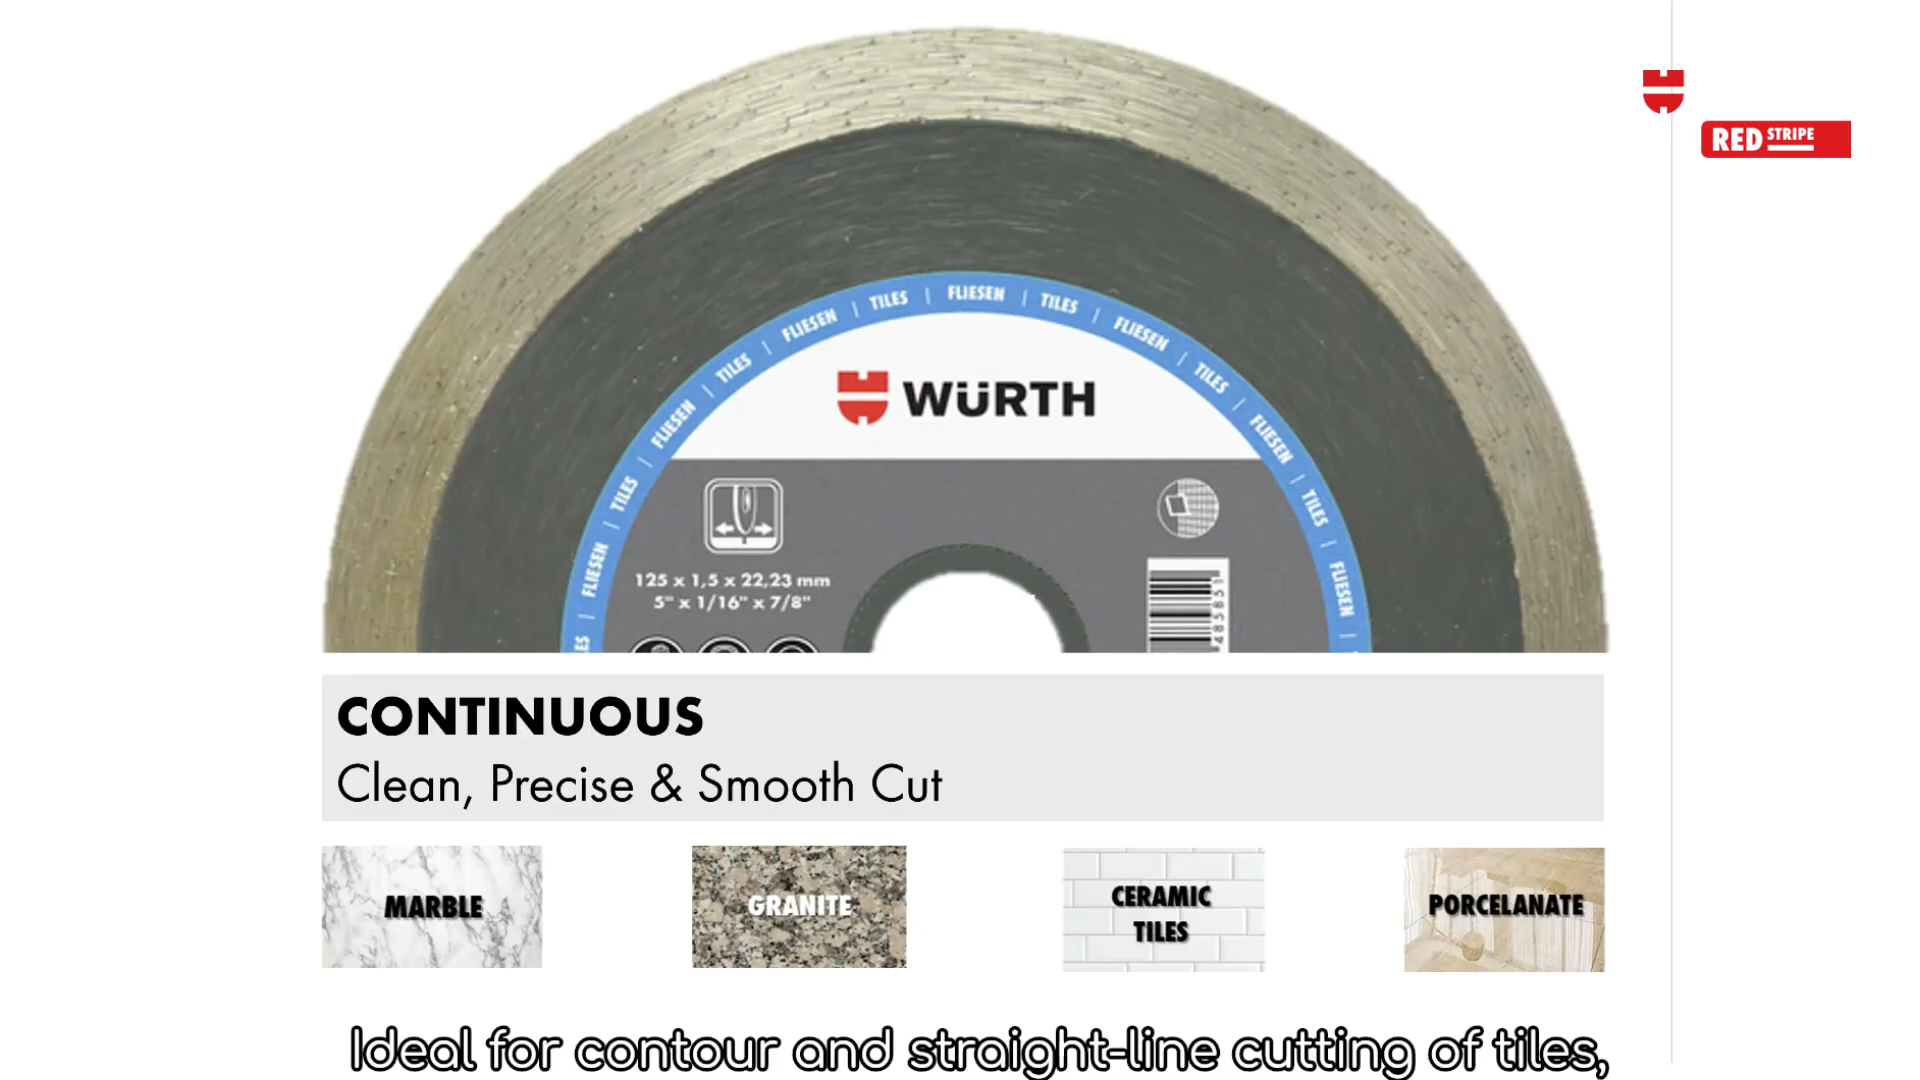 RED STRIPE
TILES | FLIESEN | TILES | FLIESEN | TILES | FLIESEN | TILES | FLIESEN | TILES | FLIESEN | TILES | FLIESEN |
WÜRTH
125 x 1,5 x 22,23 mm
5" x 1/16" x 7/8"
CONTINUOUS
Clean, Precise & Smooth Cut
MARBLE
GRANITE
CERAMIC
TILES
PORCELANATE
Ideal for contour and straight-line cutting of tiles,